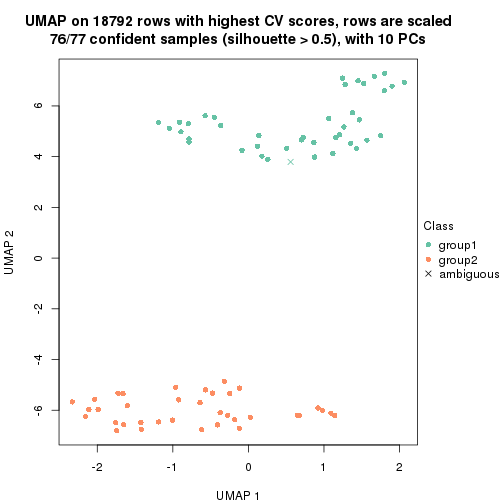 UMAP on 18792 rows with highest CV scores, rows are scaled
76/77 confident samples (silhouette > 0.5), with 10 PCs
6
4
2
0
-2
-4
-6
UMAP 2
-2
-1
0
1
2
UMAP 1
Class
group1
group2
ambiguous